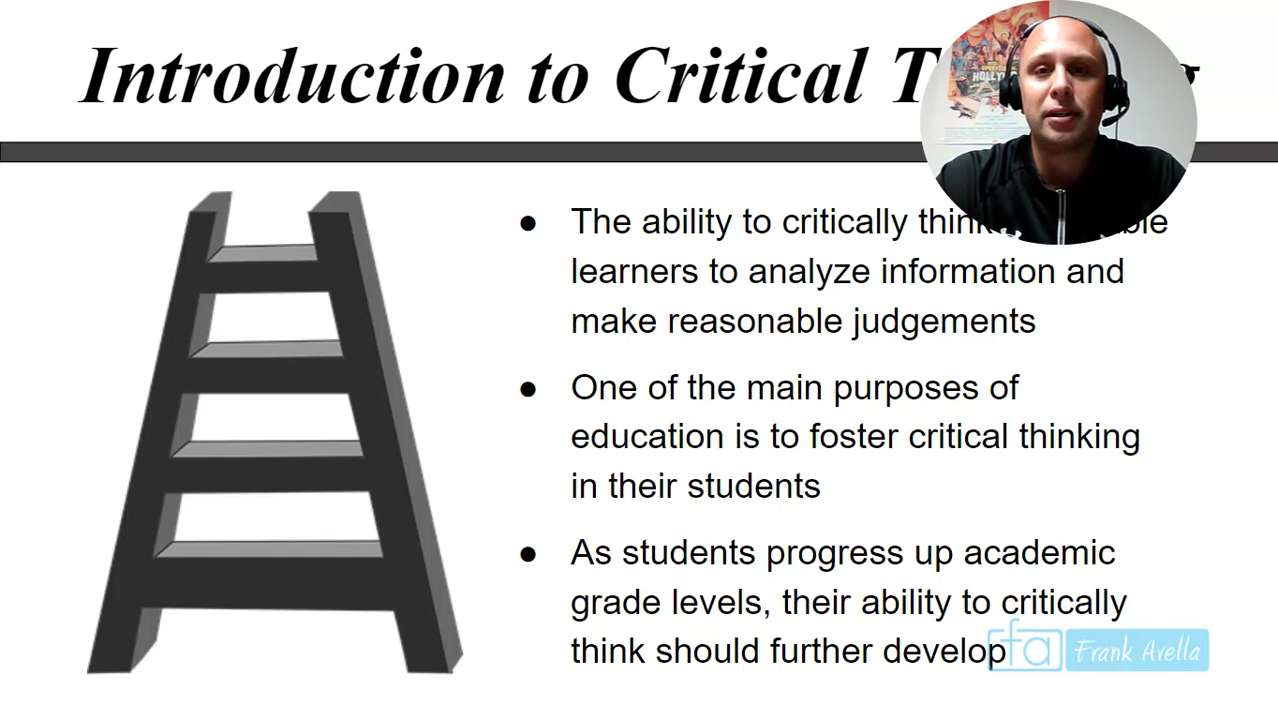 Introduction to Critical
The ability to critically think
learners to analyze information and
make reasonable judgements
One of the main purposes of
education is to foster critical thinking
in their students
As students progress up academic
grade levels, their ability to critically
think should further develop
fa Frank Avella